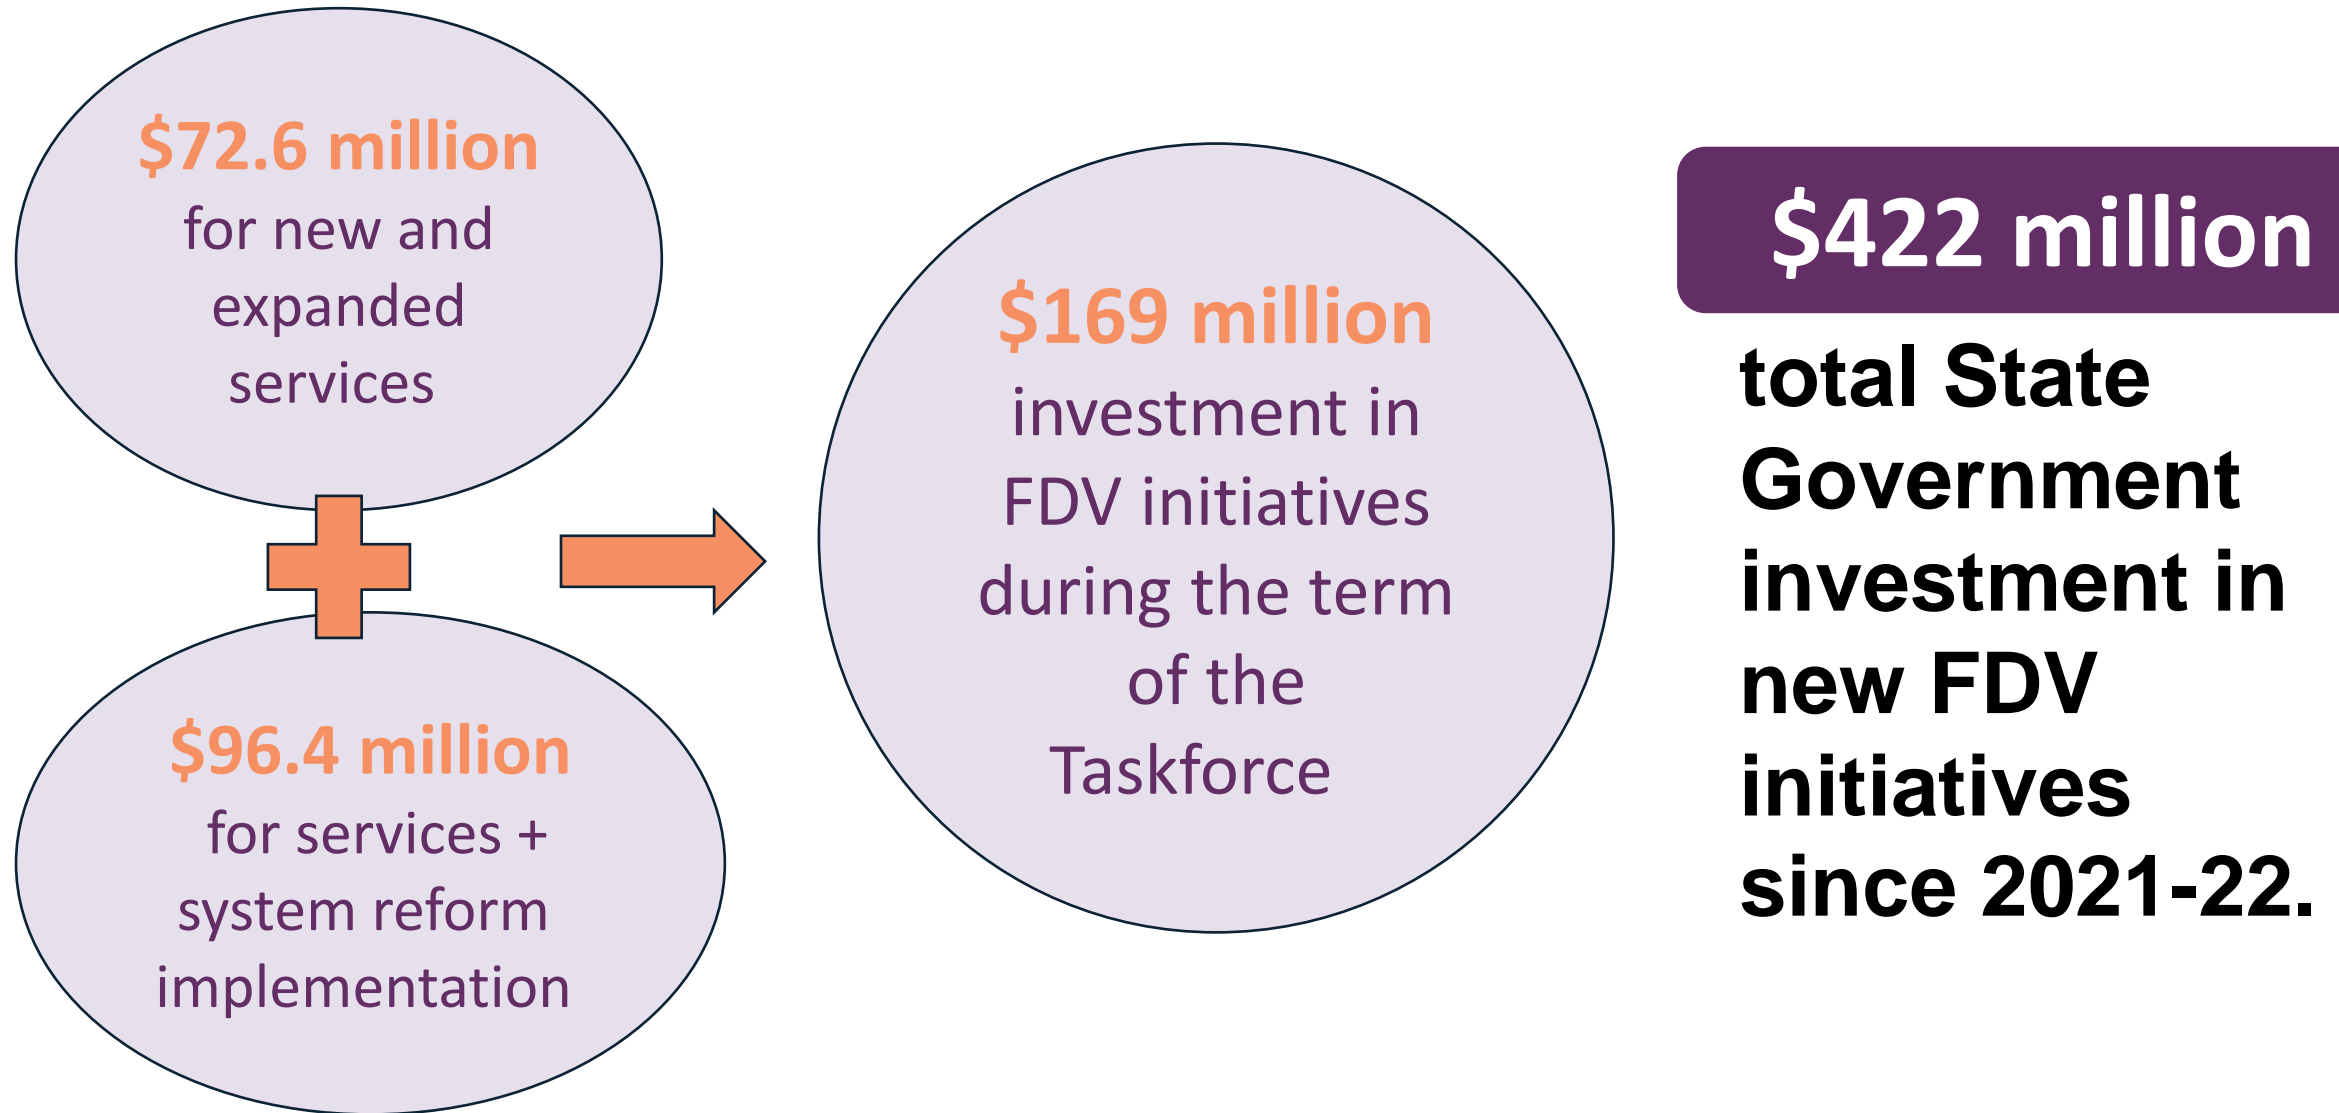 $72.6 million
for new and
expanded
services
$96.4 million
for services +
system reform
implementation
$169 million
investment in
FDV initiatives
during the term
of the
Taskforce
$422 million
total State
Government
investment in
new FDV
initiatives
since 2021-22.